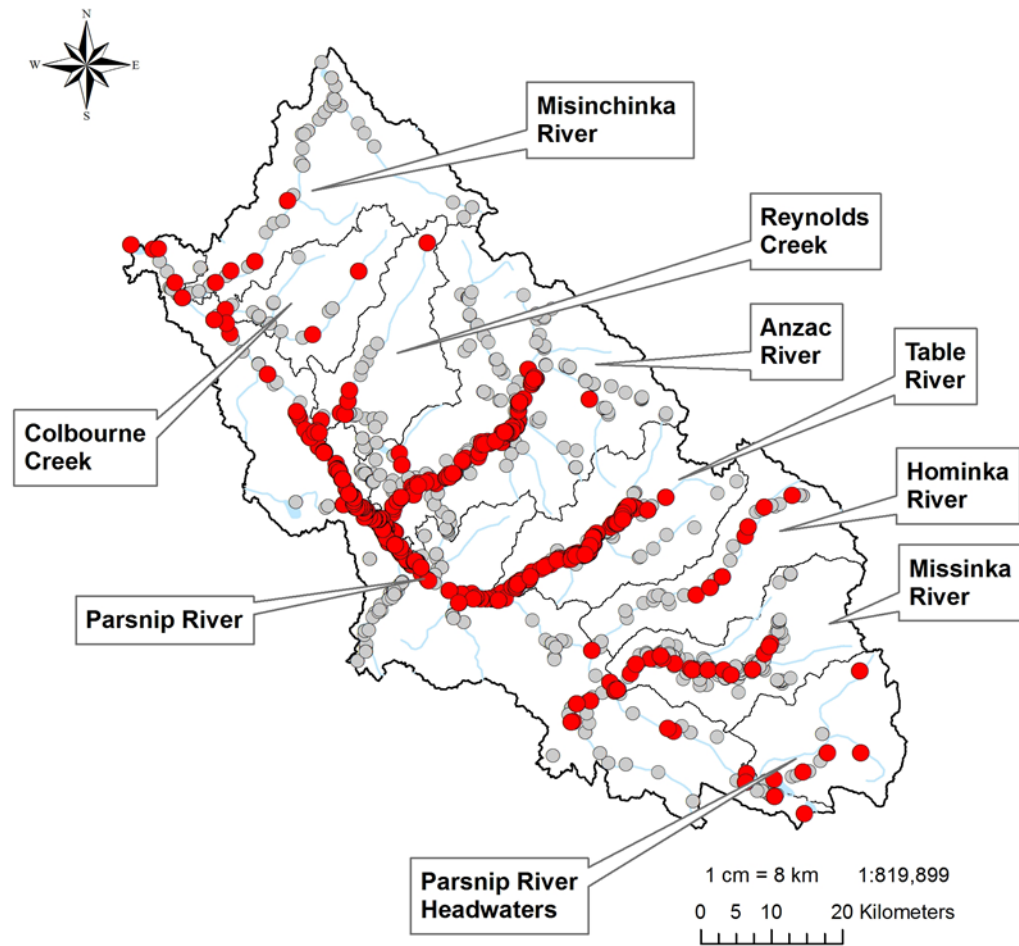 N
W E
S
Misinchinka
River
Reynolds
Creek
Anzac
River
Table
River
Colbourne
Creek
Hominka
River
Missinka
River
Parsnip River
Parsnip River
Headwaters
1 cm = 8 km 1:819,899
0 5 10 20 Kilometers